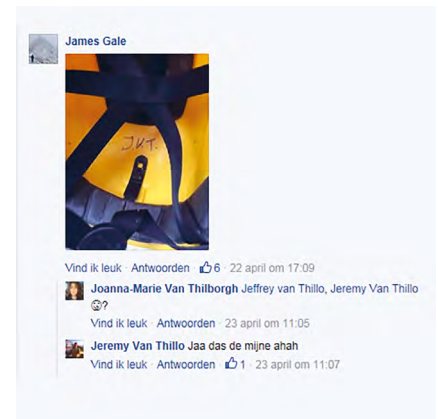 James Gale
J.V.T.
Vind ik leuk · Antwoorden · 6 · 22 april om 17:09
Joanna-Marie Van Thilborgh Jeffrey van Thillo, Jeremy Van Thillo
?
Vind ik leuk · Antwoorden · 23 april om 11:05
Jeremy Van Thillo Jaa das de mijne ahah
Vind ik leuk · Antwoorden · 1 · 23 april om 11:07